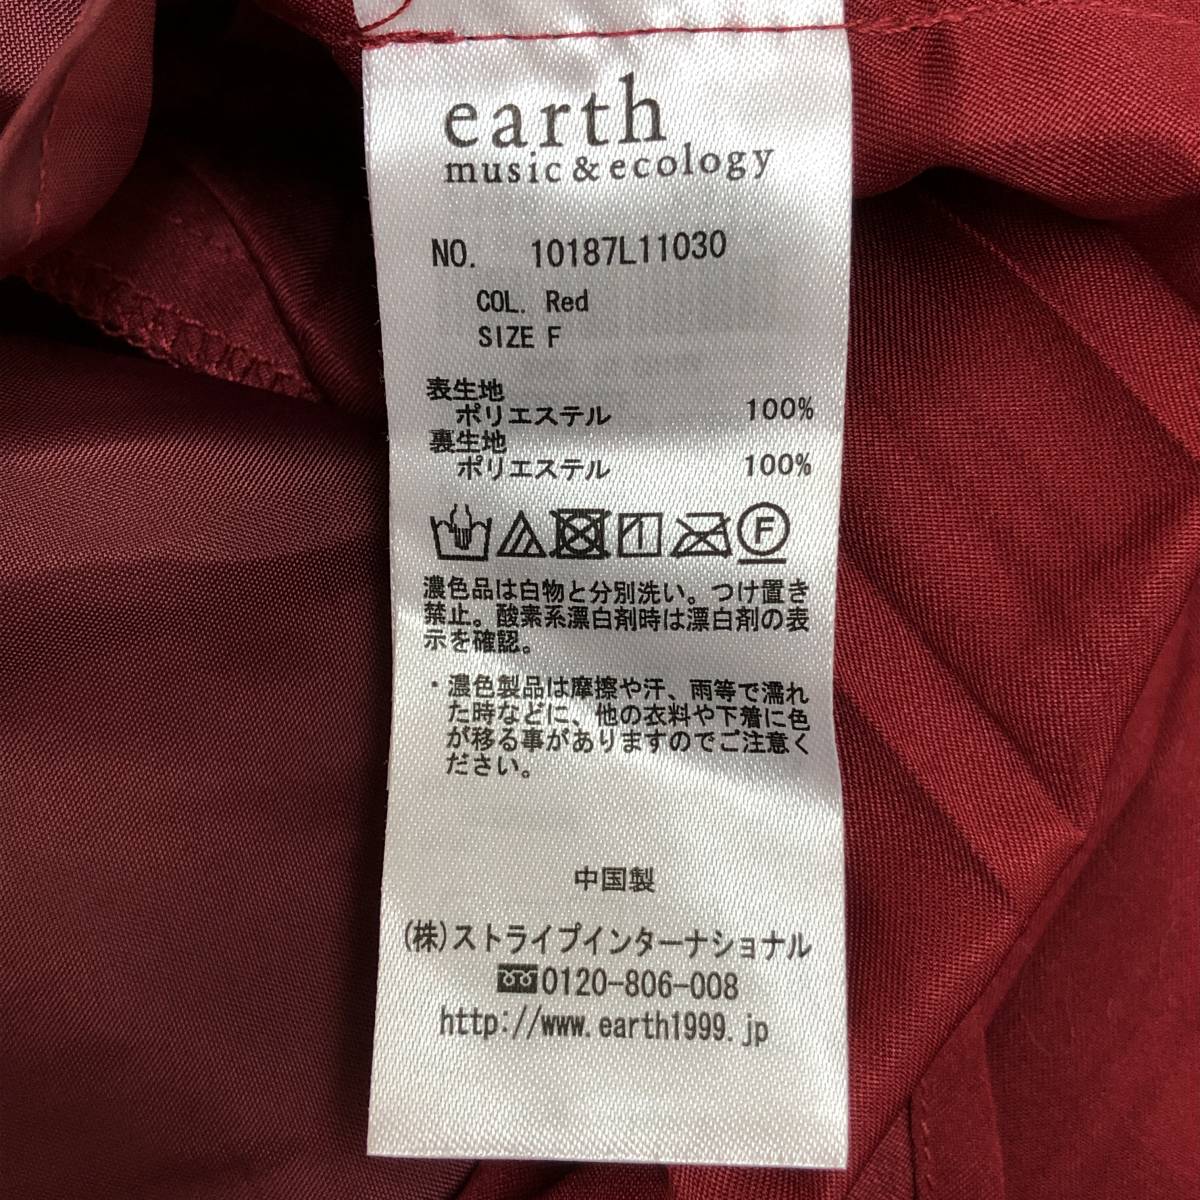 earth
music & ecology
NO. 10187L11030
COL. Red
SIZE F
表生地
ポリエステル 100%
裏生地
ポリエステル 100%
F
濃色品は白物と分別洗い。つけ置き
禁止。酸素系漂白剤時は漂白剤の表
示を確認。
・濃色製品は摩擦や汗、雨等で濡れ
た時などに、他の衣料や下着に色
が移る事がありますのでご注意く
ださい。
中国製
(株)ストライプインターナショナル
0120-806-008
http://www.earth1999.jp